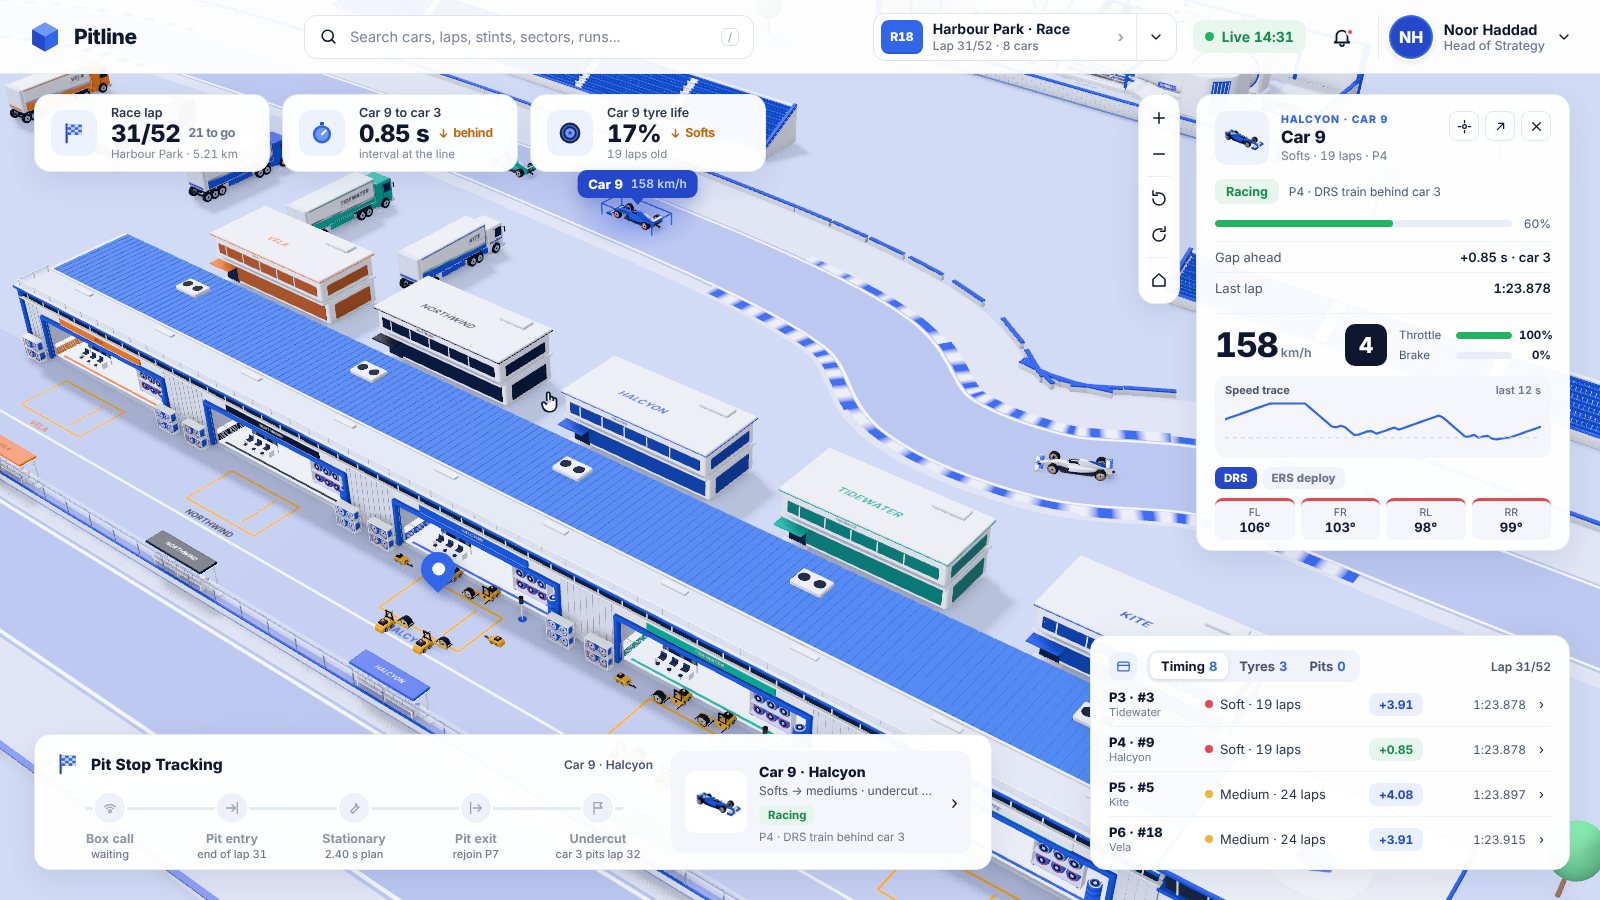 Pitline
Search cars, laps, stints, sectors, runs...
/
R18
Harbour Park · Race
Lap 31/52 · 8 cars
Live 14:31
NH
Noor Haddad
Head of Strategy
Race lap
31/52 21 to go
Harbour Park · 5.21 km
Car 9 to car 3
0.85 s ↓ behind
interval at the line
Car 9 tyre life
17% ↓ Softs
19 laps old
Car 9 158 km/h
HALCYON · CAR 9
Car 9
Softs · 19 laps · P4
Racing
P4 · DRS train behind car 3
60%
Gap ahead
+0.85 s · car 3
Last lap
1:23.878
158 km/h
4
Throttle
100%
Brake
0%
Speed trace
last 12 s
DRS
ERS deploy
FL
106°
FR
103°
RL
98°
RR
99°
TIDEWATER
KITE
VELA
NORTHWIND
HALCYON
TIDEWATER
KITE
VELA
NORTHWIND
NORTHWIND
HALCYON
Timing 8
Tyres 3
Pits 0
Lap 31/52
P3 · #3
Tidewater
Soft · 19 laps
+3.91
1:23.878
P4 · #9
Halcyon
Soft · 19 laps
+0.85
1:23.878
P5 · #5
Kite
Medium · 24 laps
+4.08
1:23.897
P6 · #18
Vela
Medium · 24 laps
+3.91
1:23.915
Pit Stop Tracking
Car 9 · Halcyon
Box call
waiting
Pit entry
end of lap 31
Stationary
2.40 s plan
Pit exit
rejoin P7
Undercut
car 3 pits lap 32
Car 9 · Halcyon
Softs → mediums · undercut ...
Racing
P4 · DRS train behind car 3